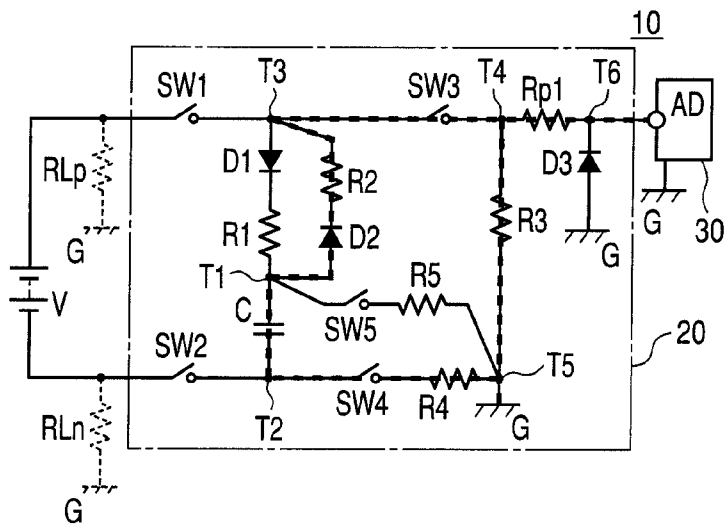 10
T3
T4
T6
SW1
SW3
Rp1
AD
RLp
D1
R2
D3
G
G
R1
D2
R3
G
30
T1
R5
V
C
SW5
SW2
T5
20
SW4
R4
RLn
T2
G
G